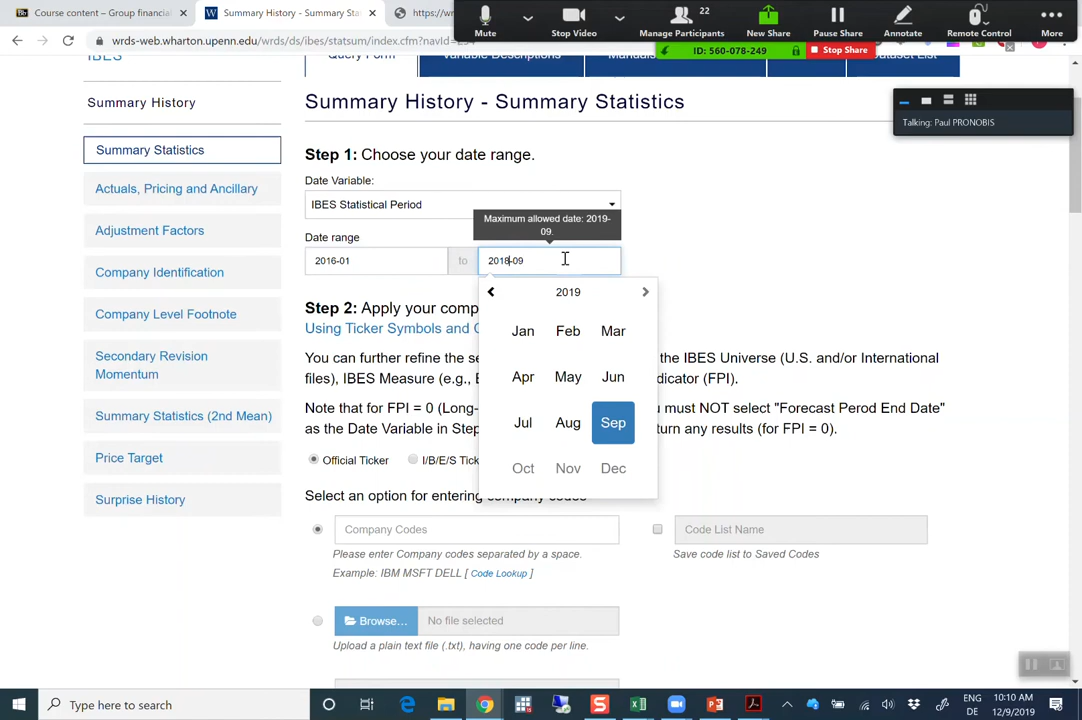 Course content – Group financial
Summary History - Summary Sta
https://w
Mute
Stop Video
22
Manage Participants
New Share
Pause Share
Annotate
Remote Control
More
ID: 560-078-249
Stop Share
wrds-web.wharton.upenn.edu/wrds/ds/ibes/statsum/index.cfm?navId=
Talking: Paul PRONOBIS
IBES
Query Form
Variable Descriptions
Manuals
Dataset List
Summary History
Summary Statistics
Actuals, Pricing and Ancillary
Adjustment Factors
Company Identification
Company Level Footnote
Secondary Revision
Momentum
Summary Statistics (2nd Mean)
Price Target
Surprise History
Summary History - Summary Statistics
Step 1: Choose your date range.
Date Variable:
IBES Statistical Period
Maximum allowed date: 2019-
09.
Date range
2016-01
to
2018-09
2019
Jan Feb Mar
Apr May Jun
Jul Aug Sep
Oct Nov Dec
Step 2: Apply your comp
Using Ticker Symbols and C
You can further refine the se the IBES Universe (U.S. and/or International
files), IBES Measure (e.g., E dicator (FPI).
Note that for FPI = 0 (Long- u must NOT select "Forecast Perod End Date"
as the Date Variable in Step turn any results (for FPI = 0).
Official Ticker I/B/E/S Tick
Select an option for entering company codes
Company Codes
Code List Name
Please enter Company codes separated by a space.
Save code list to Saved Codes
Example: IBM MSFT DELL [ Code Lookup ]
Browse...
No file selected
Upload a plain text file (.txt), having one code per line.
Type here to search
ENG
DE
10:10 AM
12/9/2019